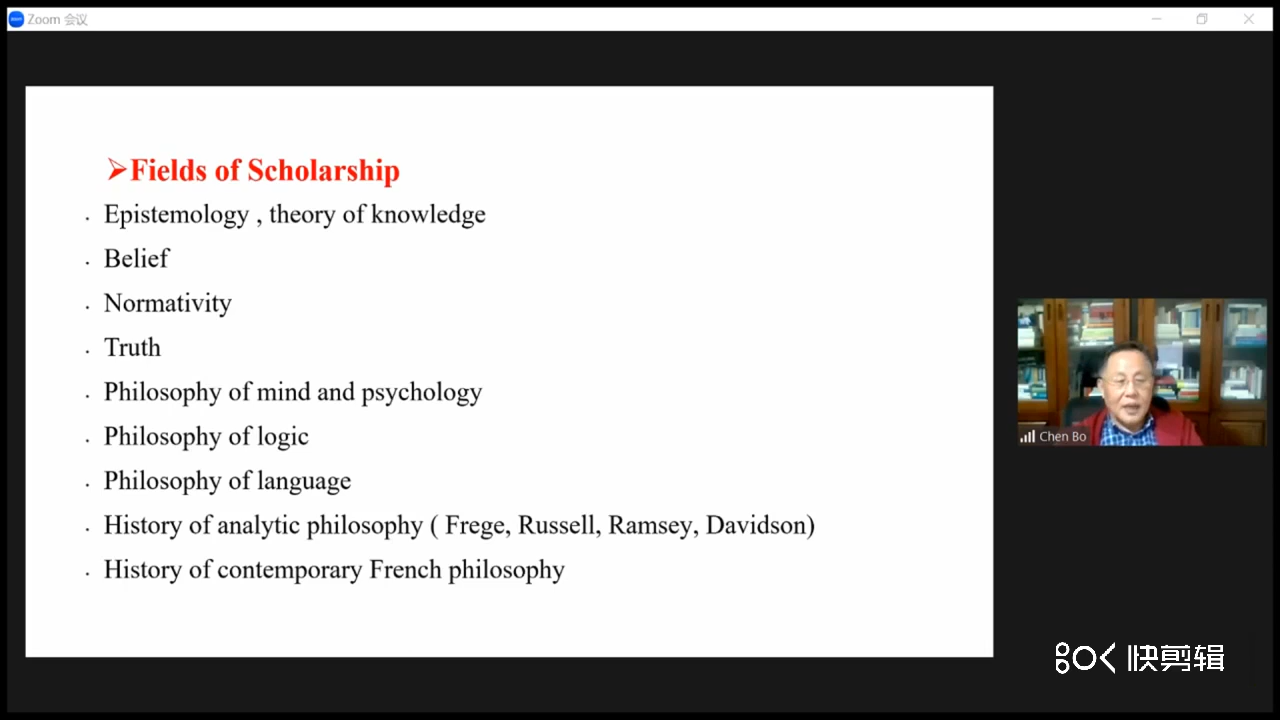 Zoom 会议
Fields of Scholarship
Epistemology , theory of knowledge
Belief
Normativity
Truth
Philosophy of mind and psychology
Philosophy of logic
Philosophy of language
History of analytic philosophy ( Frege, Russell, Ramsey, Davidson)
History of contemporary French philosophy
Chen Bo
快剪辑